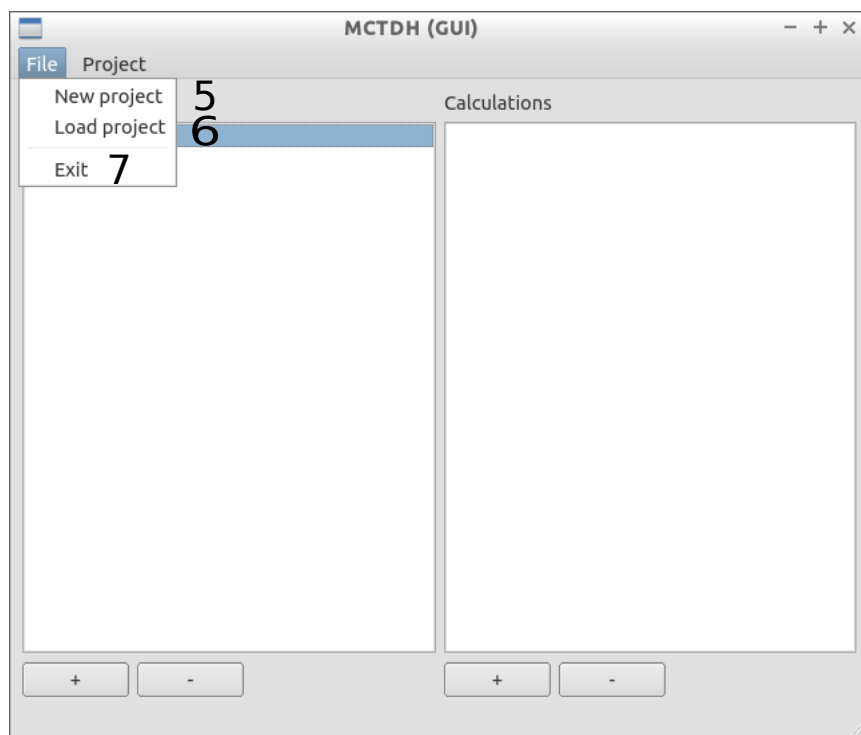 MCTDH (GUI)
File Project
New project 5
Calculations
Load project 6
Exit 7
+ - + -